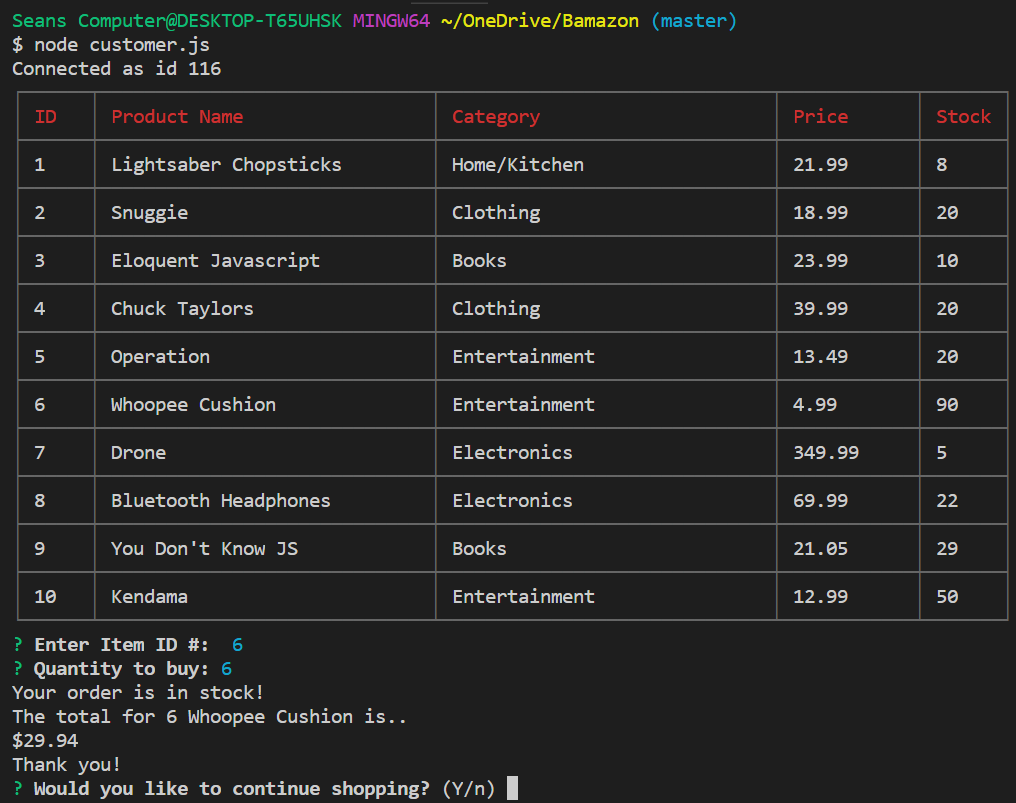 Seans Computer@DESKTOP-T65UHSK MINGW64 ~/OneDrive/Bamazon (master)
$ node customer.js
Connected as id 116
ID Product Name Category Price Stock
1 Lightsaber Chopsticks Home/Kitchen 21.99 8
2 Snuggie Clothing 18.99 20
3 Eloquent Javascript Books 23.99 10
4 Chuck Taylors Clothing 39.99 20
5 Operation Entertainment 13.49 20
6 Whoopee Cushion Entertainment 4.99 90
7 Drone Electronics 349.99 5
8 Bluetooth Headphones Electronics 69.99 22
9 You Don't Know JS Books 21.05 29
10 Kendama Entertainment 12.99 50
? Enter Item ID #: 6
? Quantity to buy: 6
Your order is in stock!
The total for 6 Whoopee Cushion is..
$29.94
Thank you!
? Would you like to continue shopping? (Y/n)